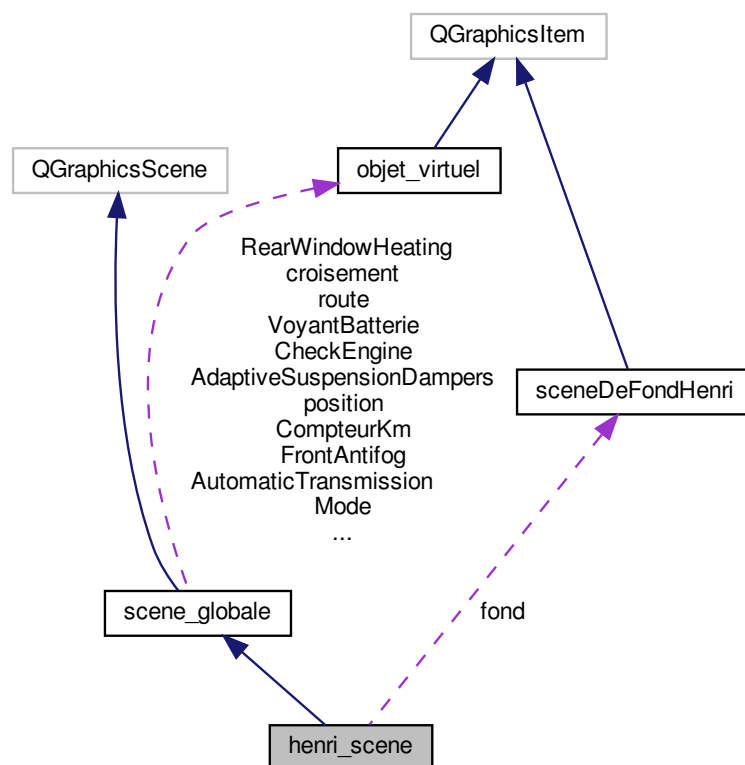 QGraphicsItem
QGraphicsScene
objet_virtuel
RearWindowHeating
croisement
route
VoyantBatterie
CheckEngine
AdaptiveSuspensionDampers
position
CompteurKm
FrontAntifog
AutomaticTransmission
Mode
...
sceneDeFondHenri
scene_globale
fond
henri_scene